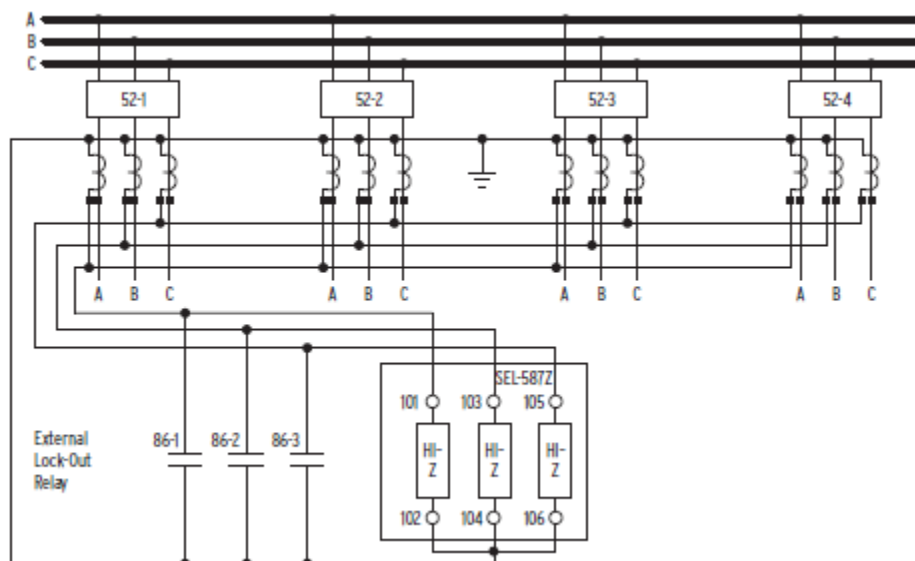 A
B
C
52-1
52-2
52-3
52-4
A B C
A B C
A B C
A B C
SEL-587Z
101
103
105
External
Lock-Out
Relay
86-1
86-2
86-3
HI-
Z
HI-
Z
HI-
Z
102
104
106